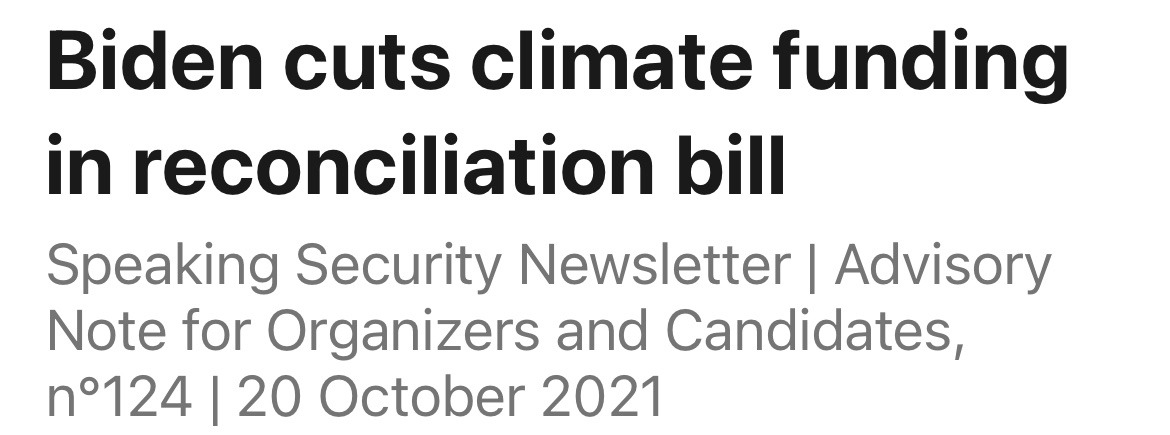 Biden cuts climate funding
in reconciliation bill
Speaking Security Newsletter | Advisory
Note for Organizers and Candidates,
n°124 | 20 October 2021